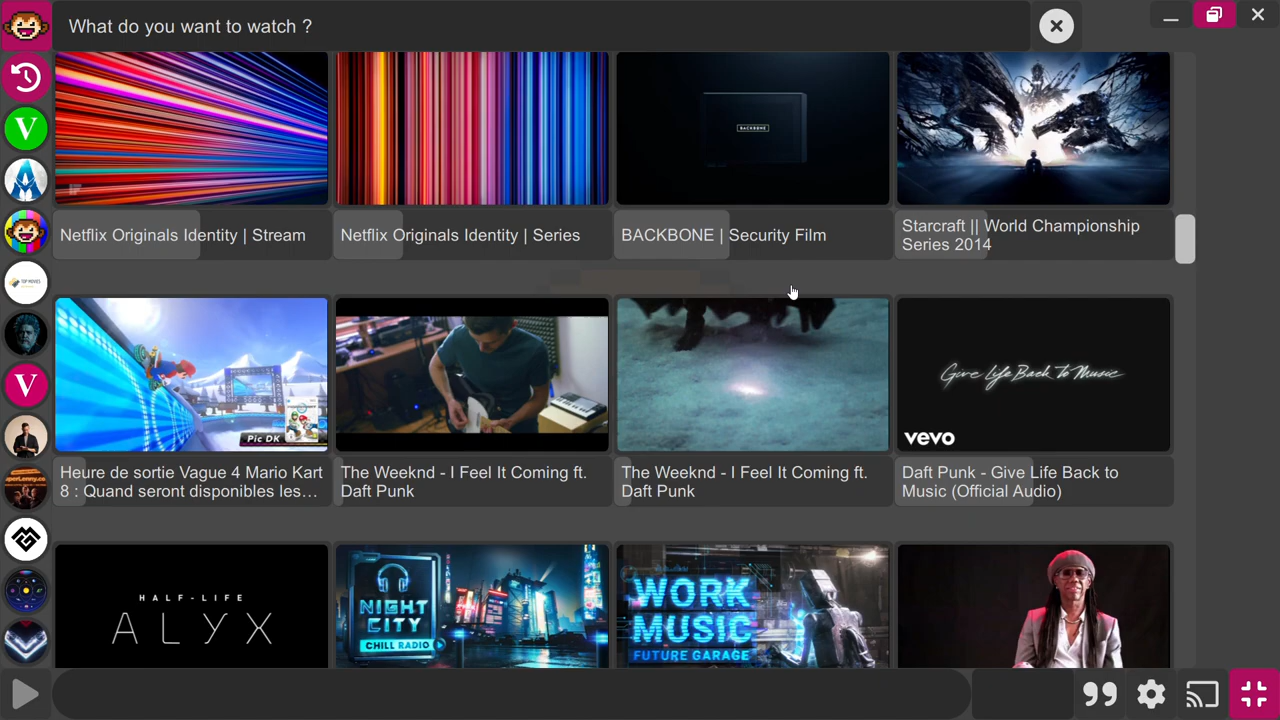 What do you want to watch ?
V
BACKBONE
Netflix Originals Identity | Stream
Netflix Originals Identity | Series
BACKBONE | Security Film
Starcraft || World Championship
Series 2014
TOP MOVIES
Pic DK
vevo
Give Life Back To Music
V
Heure de sortie Vague 4 Mario Kart
8 : Quand seront disponibles les…
The Weeknd - I Feel It Coming ft.
Daft Punk
The Weeknd - I Feel It Coming ft.
Daft Punk
Daft Punk - Give Life Back to
Music (Official Audio)
HALF-LIFE
ALYX
NIGHT
CITY
CHILL RADIO
WORK
MUSIC
FUTURE GARAGE